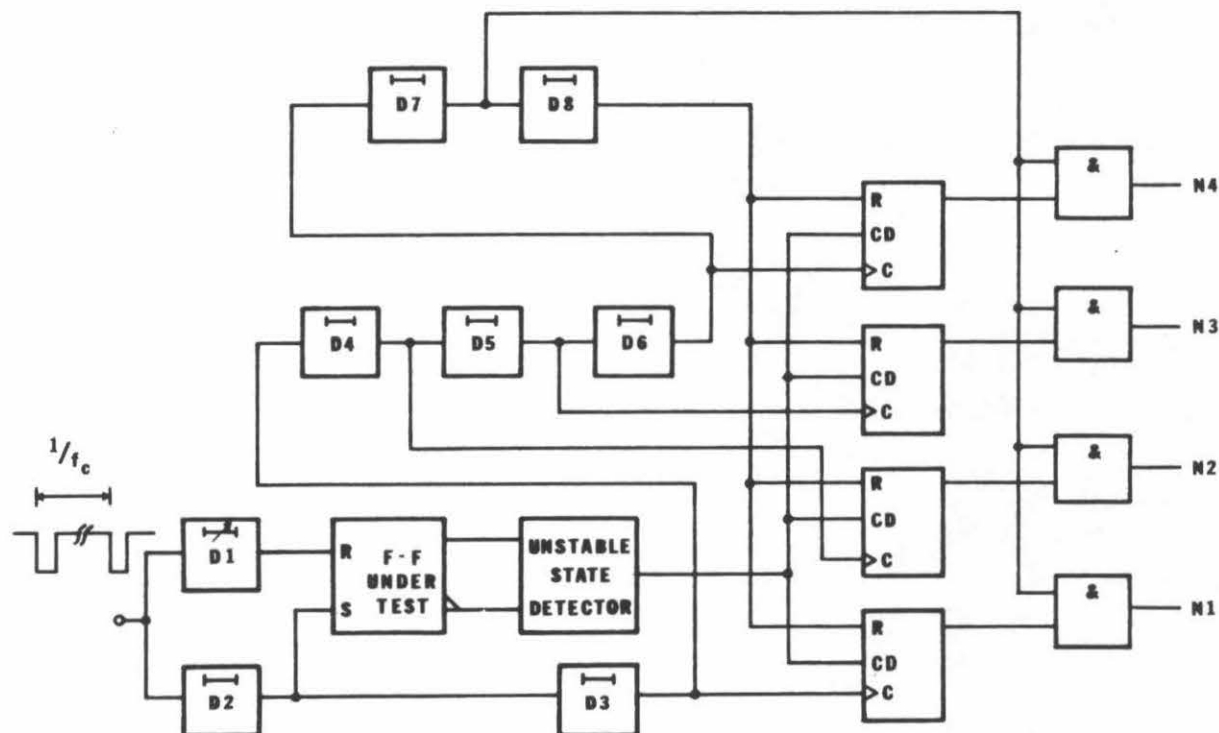 D7
D8
&
N4
R
CD
C
D4
D5
D6
&
N3
R
CD
C
1/fc
&
N2
R
CD
C
D1
R
S
F-F
UNDER
TEST
UNSTABLE
STATE
DETECTOR
&
N1
R
CD
C
D2
D3